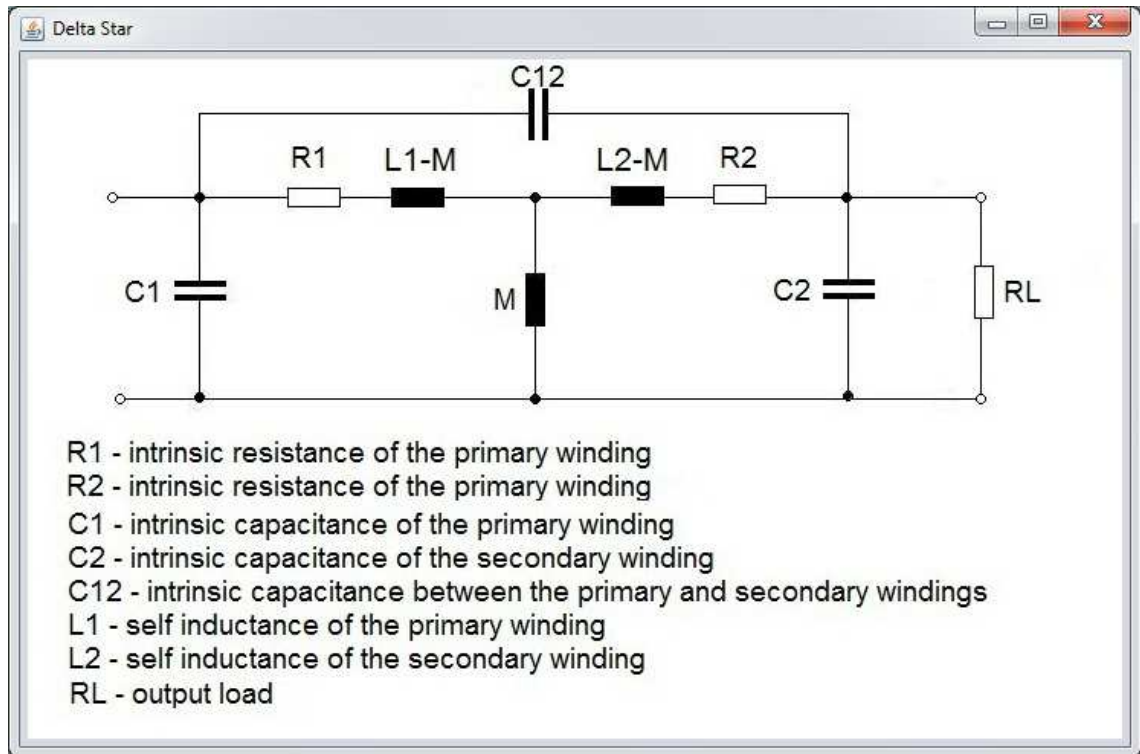 Delta Star
C12
R1 L1-M L2-M R2
C1 M C2 RL
R1 - intrinsic resistance of the primary winding
R2 - intrinsic resistance of the primary winding
C1 - intrinsic capacitance of the primary winding
C2 - intrinsic capacitance of the secondary winding
C12 - intrinsic capacitance between the primary and secondary windings
L1 - self inductance of the primary winding
L2 - self inductance of the secondary winding
RL - output load